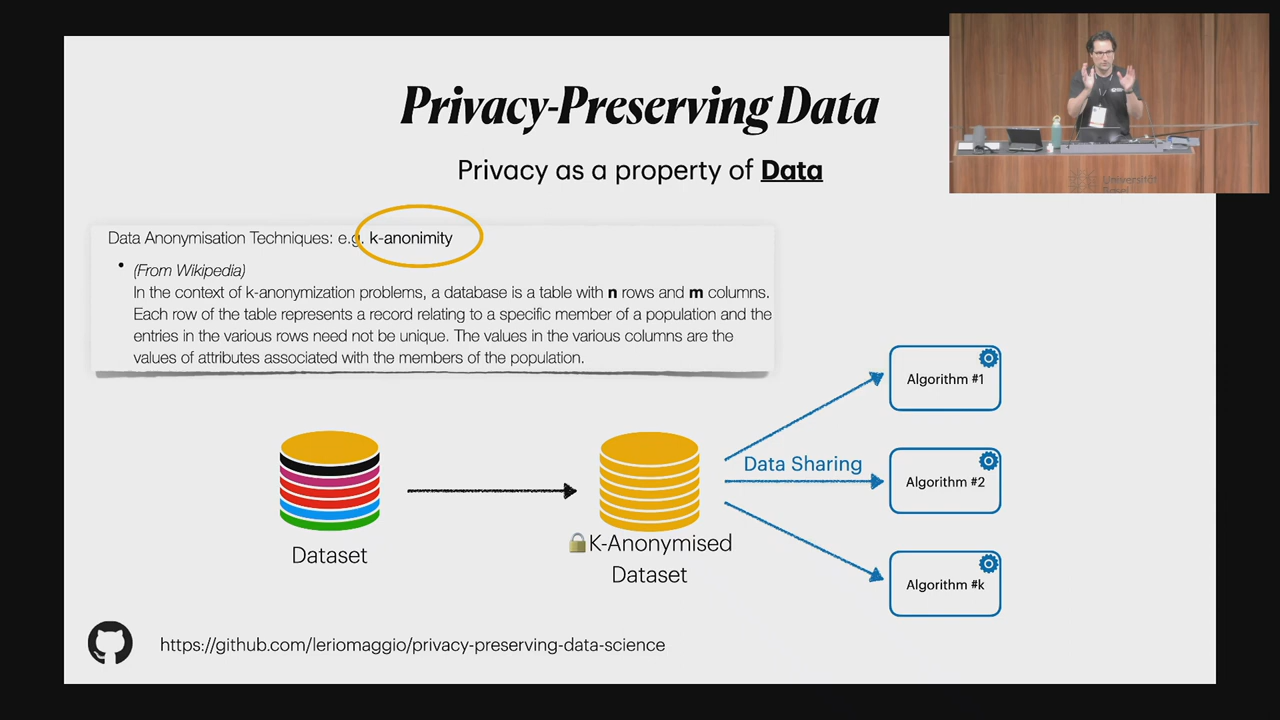 Privacy-Preserving Data
Privacy as a property of Data
Data Anonymisation Techniques: e.g. k-anonimity
(From Wikipedia)
In the context of k-anonymization problems, a database is a table with n rows and m columns.
Each row of the table represents a record relating to a specific member of a population and the
entries in the various rows need not be unique. The values in the various columns are the
values of attributes associated with the members of the population.
Algorithm #1
Data Sharing
Algorithm #2
Algorithm #k
Dataset
K-Anonymised
Dataset
https://github.com/leriomaggio/privacy-preserving-data-science
Universität